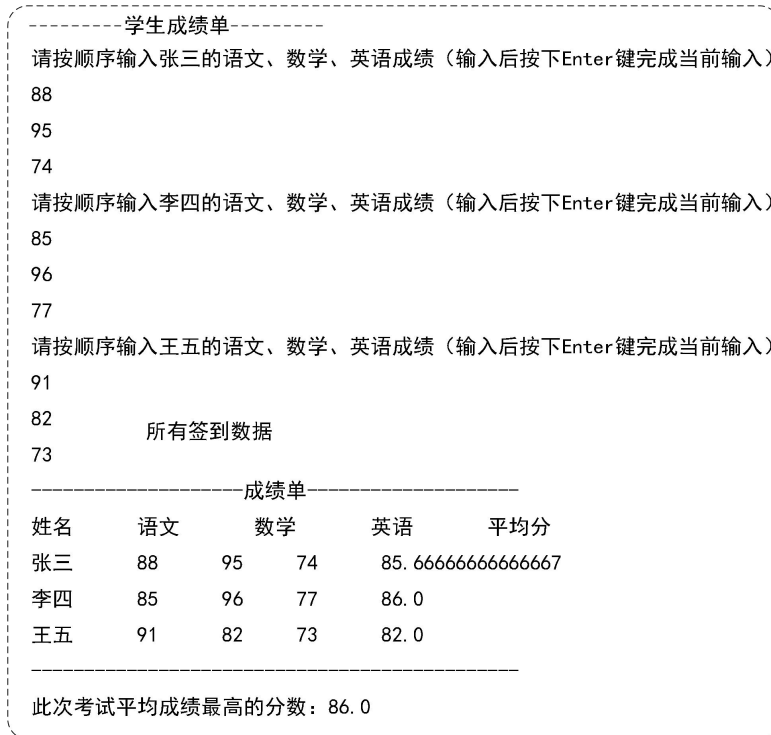 ---------学生成绩单---------
请按顺序输入张三的语文、数学、英语成绩（输入后按下Enter键完成当前输入）
88
95
74
请按顺序输入李四的语文、数学、英语成绩（输入后按下Enter键完成当前输入）
85
96
77
请按顺序输入王五的语文、数学、英语成绩（输入后按下Enter键完成当前输入）
91
82
所有签到数据
73
--------------------成绩单--------------------
姓名 语文 数学 英语 平均分
张三 88 95 74 85.66666666666667
李四 85 96 77 86.0
王五 91 82 73 82.0
----------------------------------------------
此次考试平均成绩最高的分数：86.0